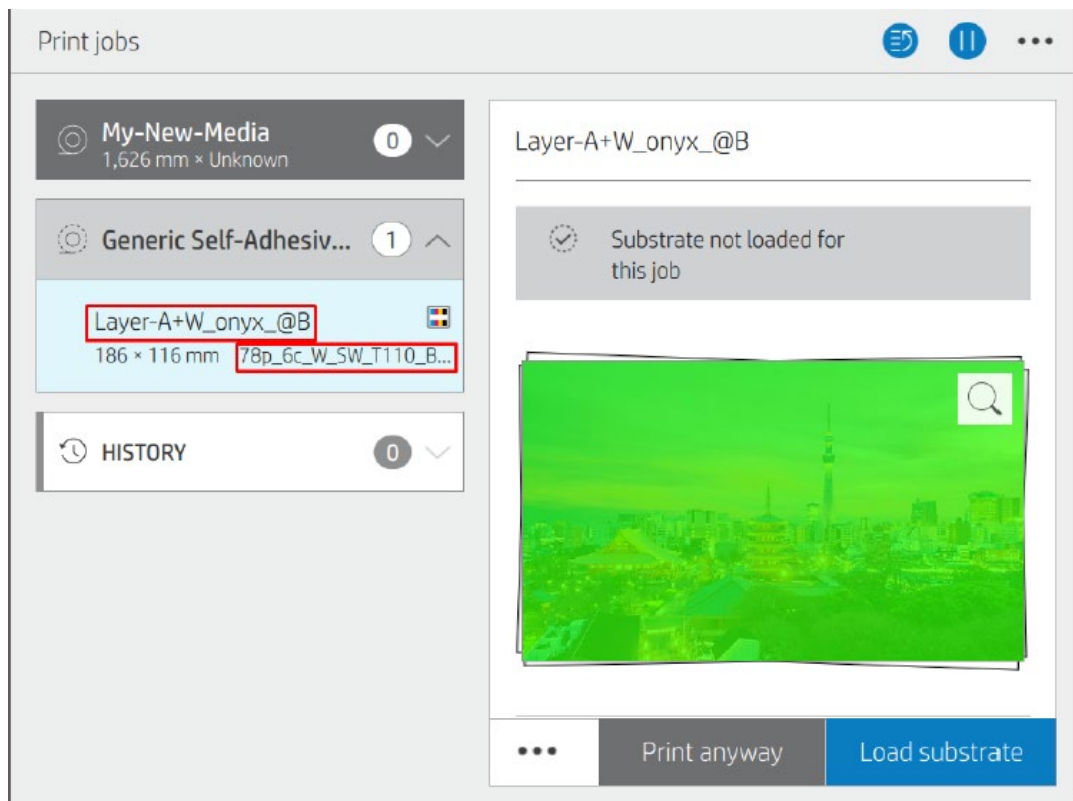 Print jobs
My-New-Media
1,626 mm × Unknown
0
Generic Self-Adhesiv...
1
Layer-A+W_onyx_@B
186 × 116 mm 78p_6c_W_SW_T110_B...
HISTORY
0
Layer-A+W_onyx_@B
Substrate not loaded for
this job
Print anyway
Load substrate